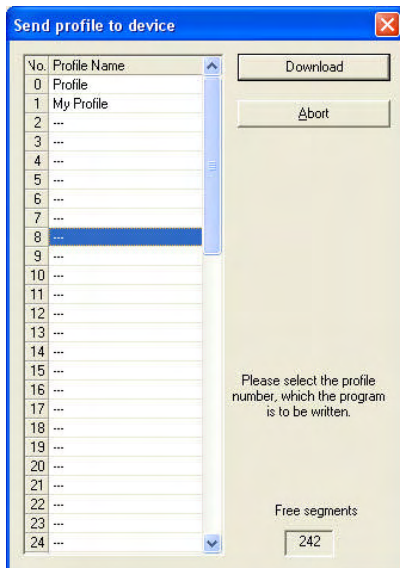 Send profile to device
No. Profile Name
0 Profile
1 My Profile
2 ---
3 ---
4 ---
5 ---
6 ---
7 ---
8 ---
9 ---
10 ---
11 ---
12 ---
13 ---
14 ---
15 ---
16 ---
17 ---
18 ---
19 ---
20 ---
21 ---
22 ---
23 ---
24 ---
Download
Abort
Please select the profile
number, which the program
is to be written.
Free segments
242